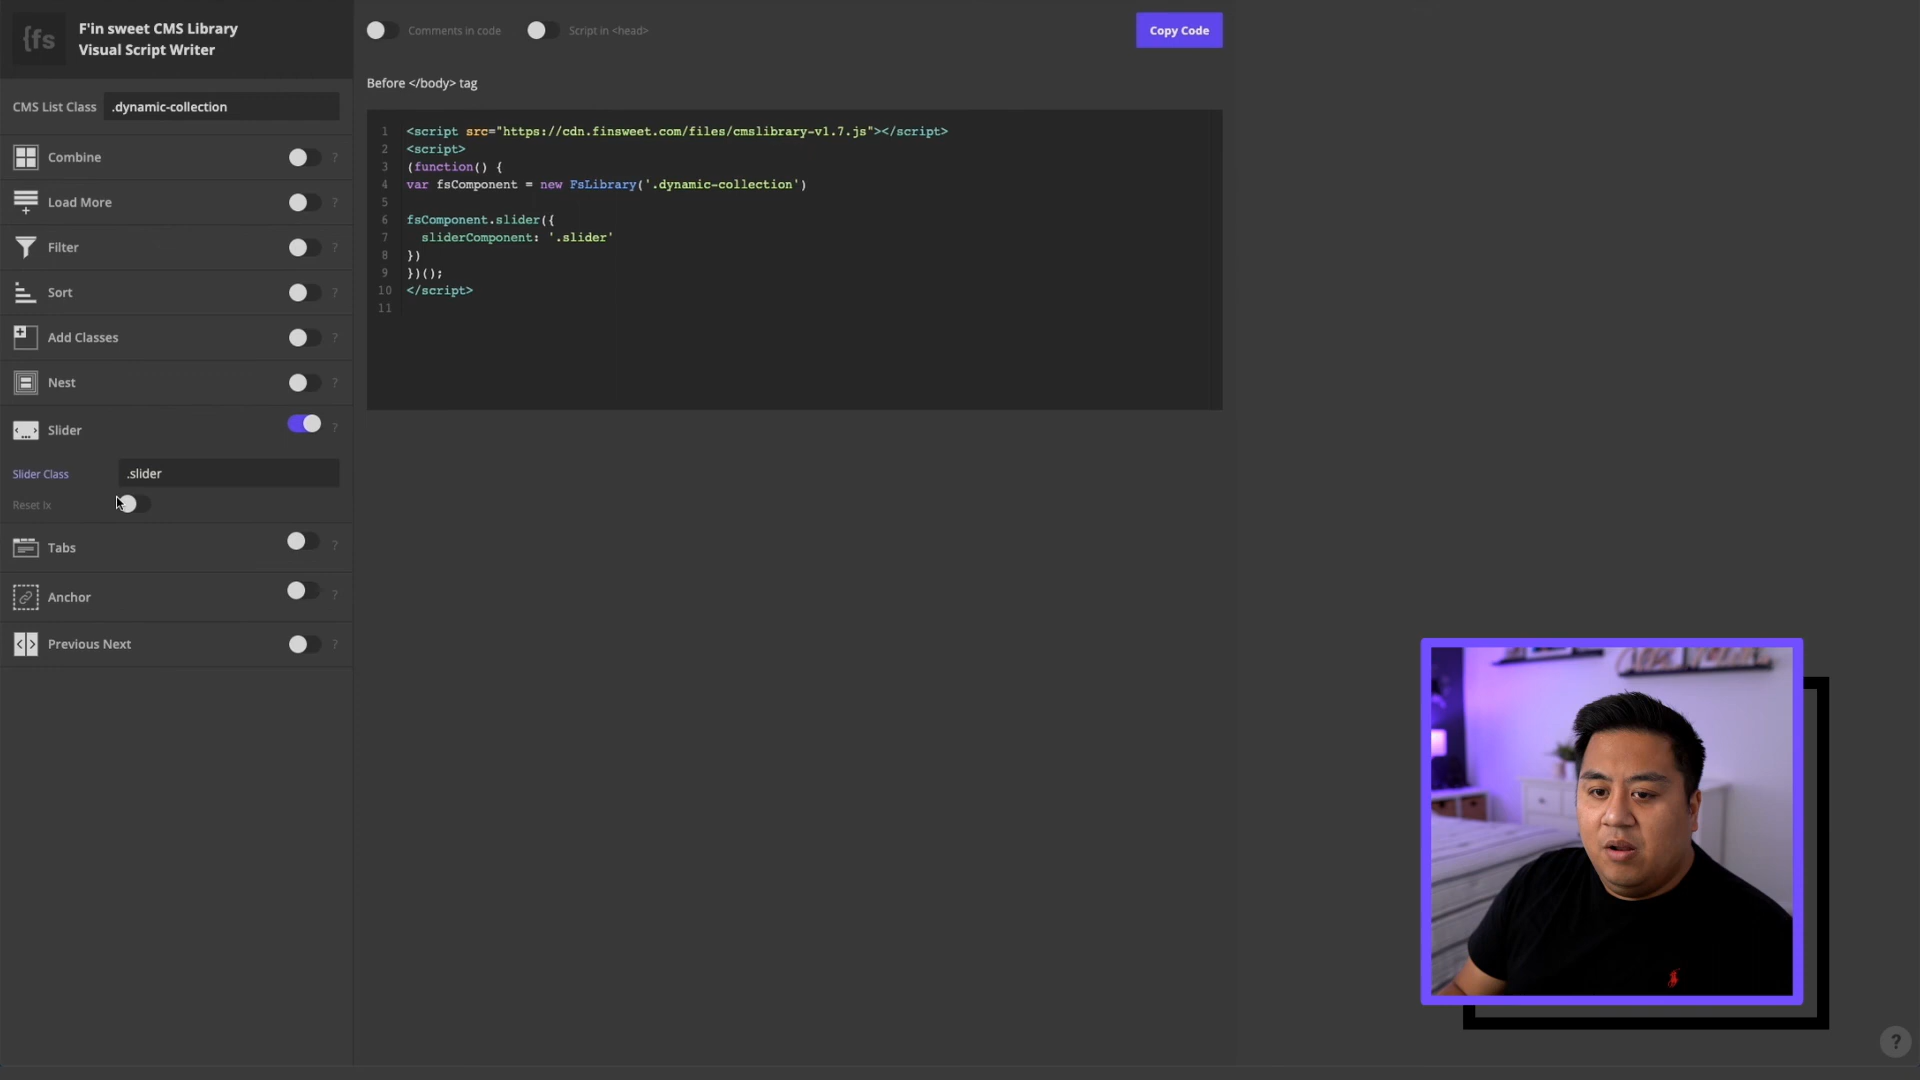 {fs
F'in sweet CMS Library
Visual Script Writer
CMS List Class
.dynamic-collection
Combine
?
Load More
?
Filter
?
Sort
?
Add Classes
?
Nest
?
Slider
?
Slider Class
.slider
Reset Ix
Tabs
?
Anchor
?
Previous Next
?
Comments in code
Script in <head>
Copy Code
Before </body> tag
1 <script src="https://cdn.finsweet.com/files/cmslibrary-v1.7.js"></script>
2 <script>
3 (function() {
4 var fsComponent = new FsLibrary('.dynamic-collection')
5
6 fsComponent.slider({
7 sliderComponent: '.slider'
8 })
9 })();
10 </script>
11
?